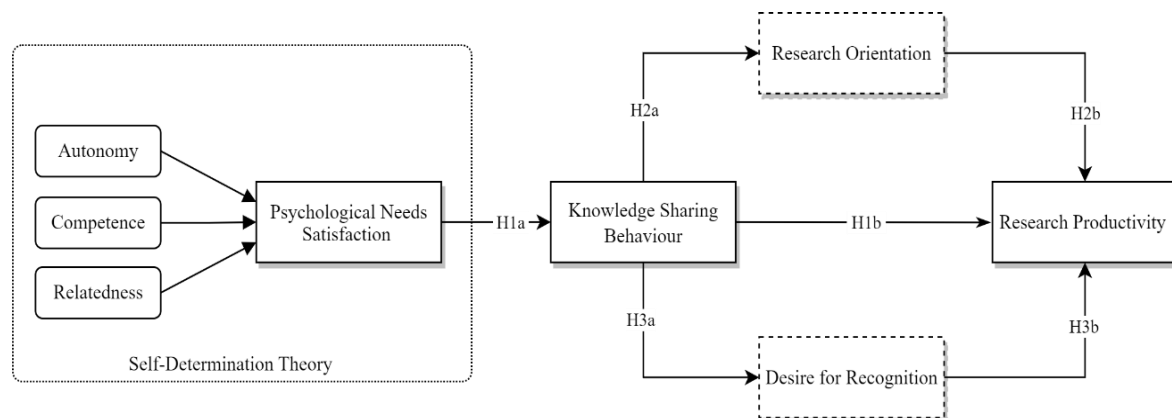 Research Orientation
H2a
H2b
Autonomy
Competence
Relatedness
Psychological Needs
Satisfaction
H1a
Knowledge Sharing
Behaviour
H1b
Research Productivity
H3a
H3b
Self-Determination Theory
Desire for Recognition